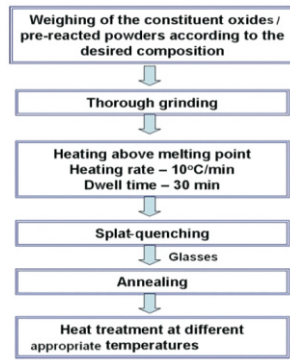 Weighing of the constituent oxides/
pre-reacted powders according to the
desired composition
Thorough grinding
Heating above melting point
Heating rate – 10°C/min
Dwell time – 30 min
Splat-quenching
Glasses
Annealing
Heat treatment at different
appropriate temperatures